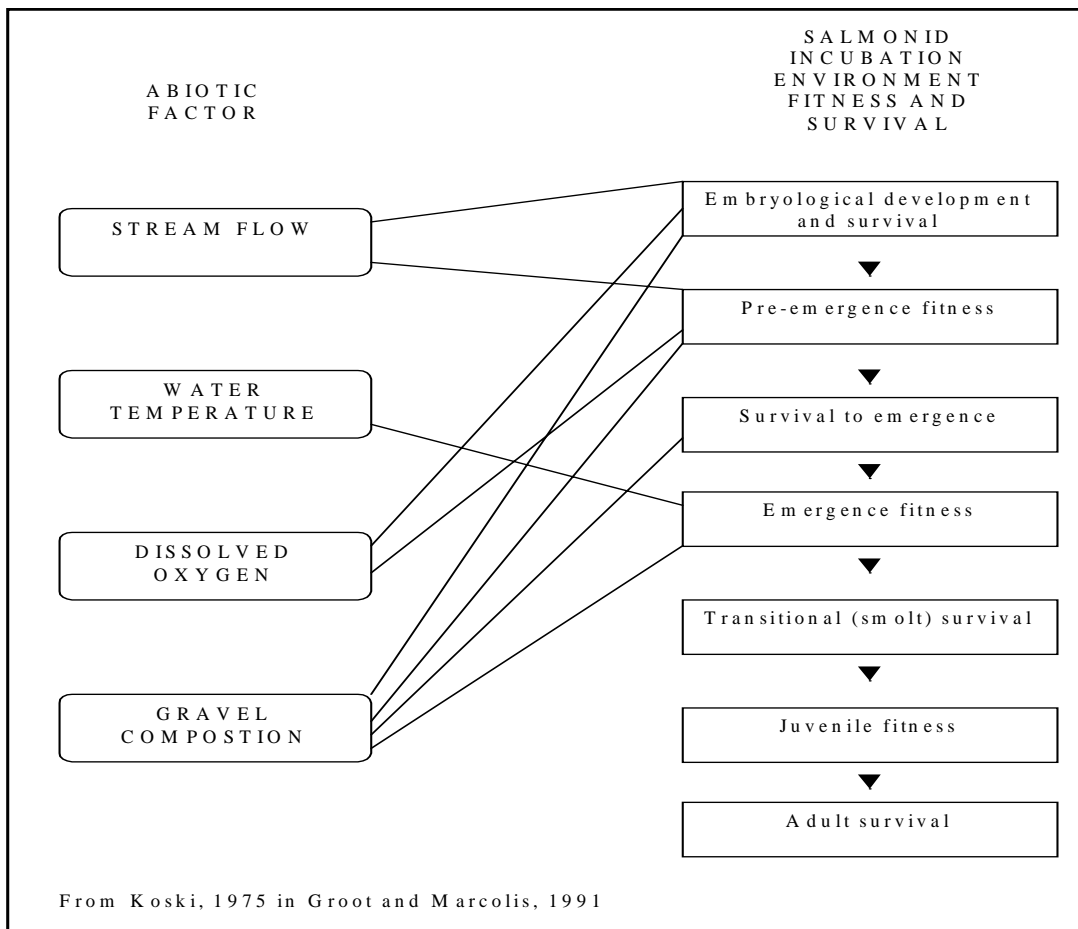 ABIOTIC
FACTOR
SALMONID
INCUBATION
ENVIRONMENT
FITNESS AND
SURVIVAL
STREAM FLOW
WATER
TEMPERATURE
DISSOLVED
OXYGEN
GRAVEL
COMPOSTION
Embryological development
and survival
Pre-emergence fitness
Survival to emergence
Emergence fitness
Transitional (smolt) survival
Juvenile fitness
Adult survival
From Koski, 1975 in Groot and Marcolis, 1991